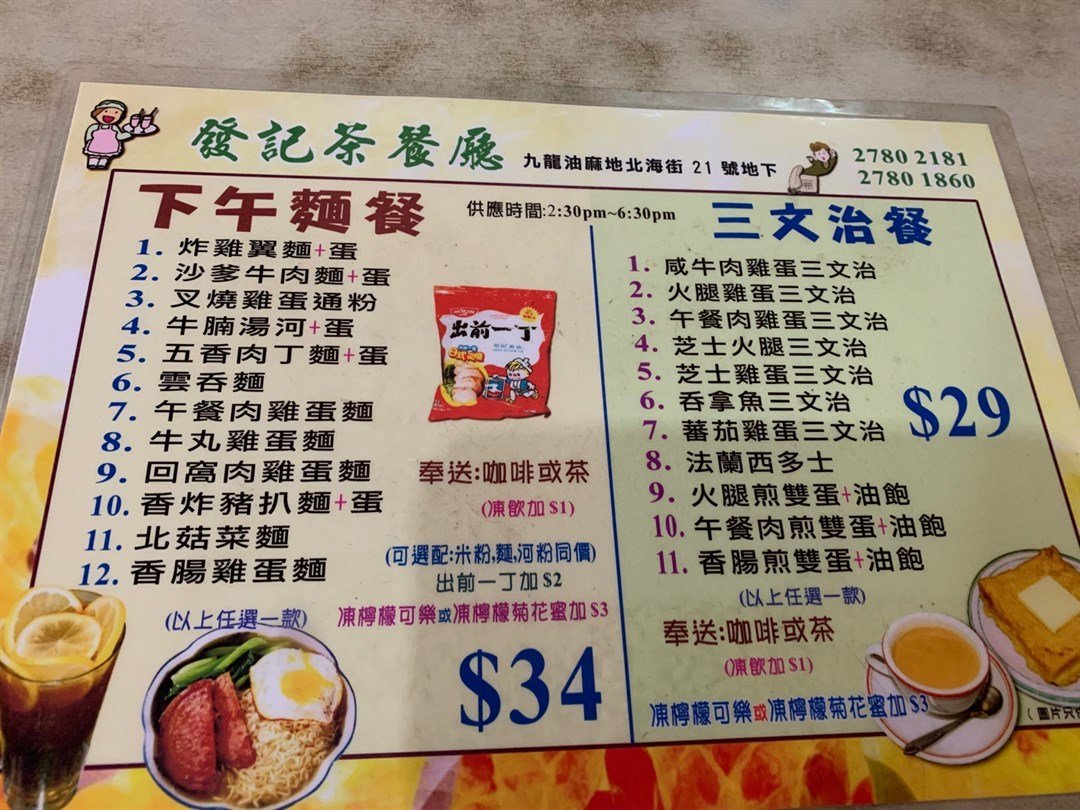 發記茶餐廳 九龍油麻地北海街 21 號地下
2780 2181
2780 1860
下午麵餐 供應時間:2:30pm~6:30pm
1. 炸雞翼麵+蛋
2. 沙爹牛肉麵+蛋
3. 叉燒雞蛋通粉
4. 牛腩湯河+蛋
5. 五香肉丁麵+蛋
6. 雲吞麵
7. 午餐肉雞蛋麵
8. 牛丸雞蛋麵
9. 回窩肉雞蛋麵
10. 香炸豬扒麵+蛋
11. 北菇菜麵
12. 香腸雞蛋麵
(以上任選一款)
出前一丁
奉送:咖啡或茶
(凍飲加 $1)
(可選配:米粉,麵,河粉同價)
出前一丁加 $2
凍檸檬可樂或凍檸檬菊花蜜加 $3
$34
三文治餐
1. 咸牛肉雞蛋三文治
2. 火腿雞蛋三文治
3. 午餐肉雞蛋三文治
4. 芝士火腿三文治
5. 芝士雞蛋三文治
6. 吞拿魚三文治
7. 蕃茄雞蛋三文治
8. 法蘭西多士
9. 火腿煎雙蛋+油飽
10. 午餐肉煎雙蛋+油飽
11. 香腸煎雙蛋+油飽
$29
(以上任選一款)
奉送:咖啡或茶
(凍飲加 $1)
凍檸檬可樂或凍檸檬菊花蜜加 $3
(圖片只